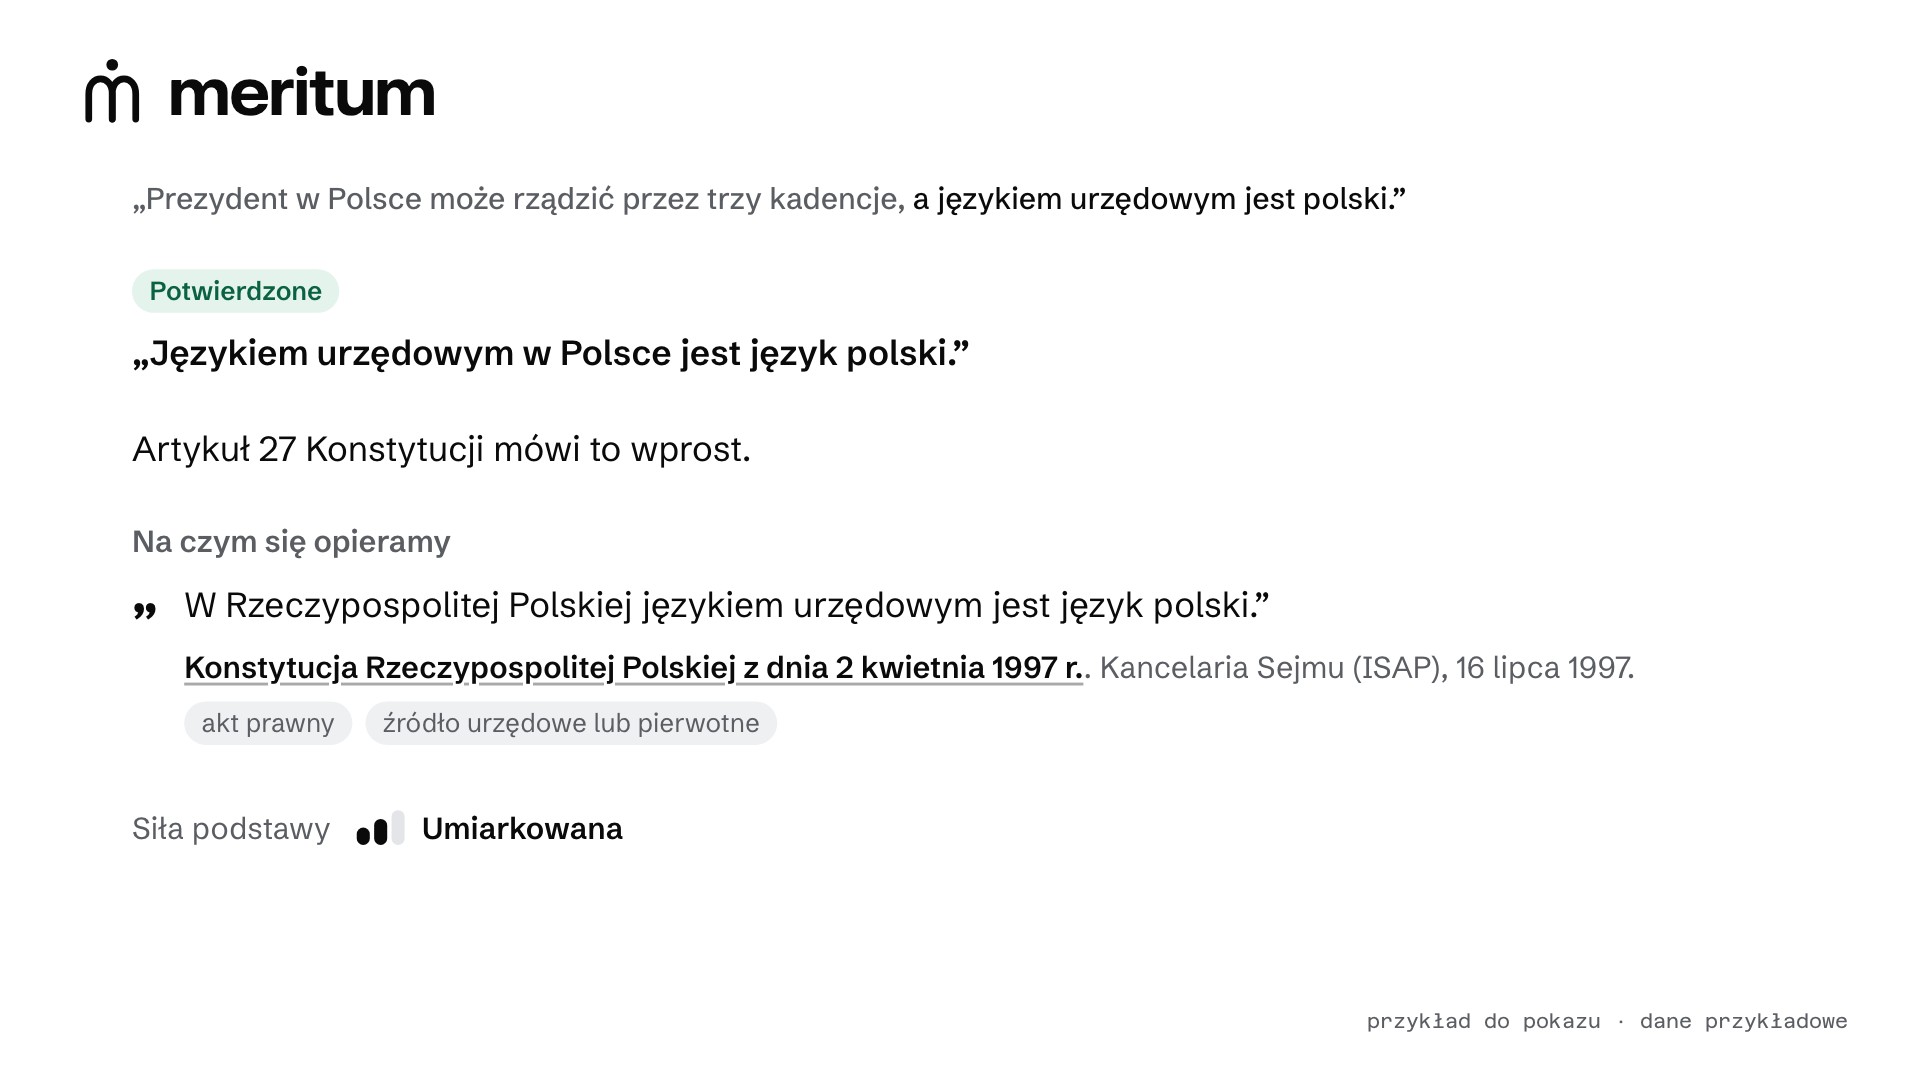 meritum
„Prezydent w Polsce może rządzić przez trzy kadencje, a językiem urzędowym jest polski.”
Potwierdzone
„Językiem urzędowym w Polsce jest język polski.”
Artykuł 27 Konstytucji mówi to wprost.
Na czym się opieramy
” W Rzeczypospolitej Polskiej językiem urzędowym jest język polski.”
Konstytucja Rzeczypospolitej Polskiej z dnia 2 kwietnia 1997 r.. Kancelaria Sejmu (ISAP), 16 lipca 1997.
akt prawny źródło urzędowe lub pierwotne
Siła podstawy Umiarkowana
przykład do pokazu · dane przykładowe